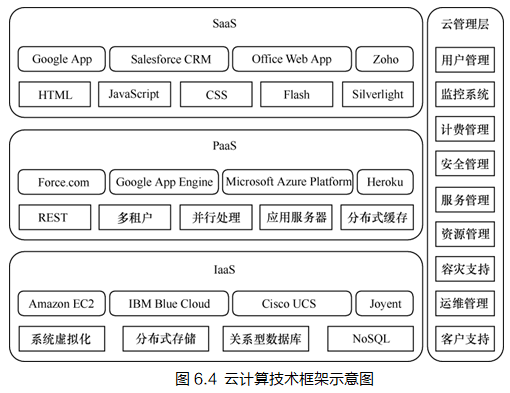 SaaS
Google App
Salesforce CRM
Office Web App
Zoho
HTML
JavaScript
CSS
Flash
Silverlight
PaaS
Force.com
Google App Engine
Microsoft Azure Platform
Heroku
REST
多租户
并行处理
应用服务器
分布式缓存
IaaS
Amazon EC2
IBM Blue Cloud
Cisco UCS
Joyent
系统虚拟化
分布式存储
关系型数据库
NoSQL
云管理层
用户管理
监控系统
计费管理
安全管理
服务管理
资源管理
容灾支持
运维管理
客户支持
图 6.4 云计算技术框架示意图